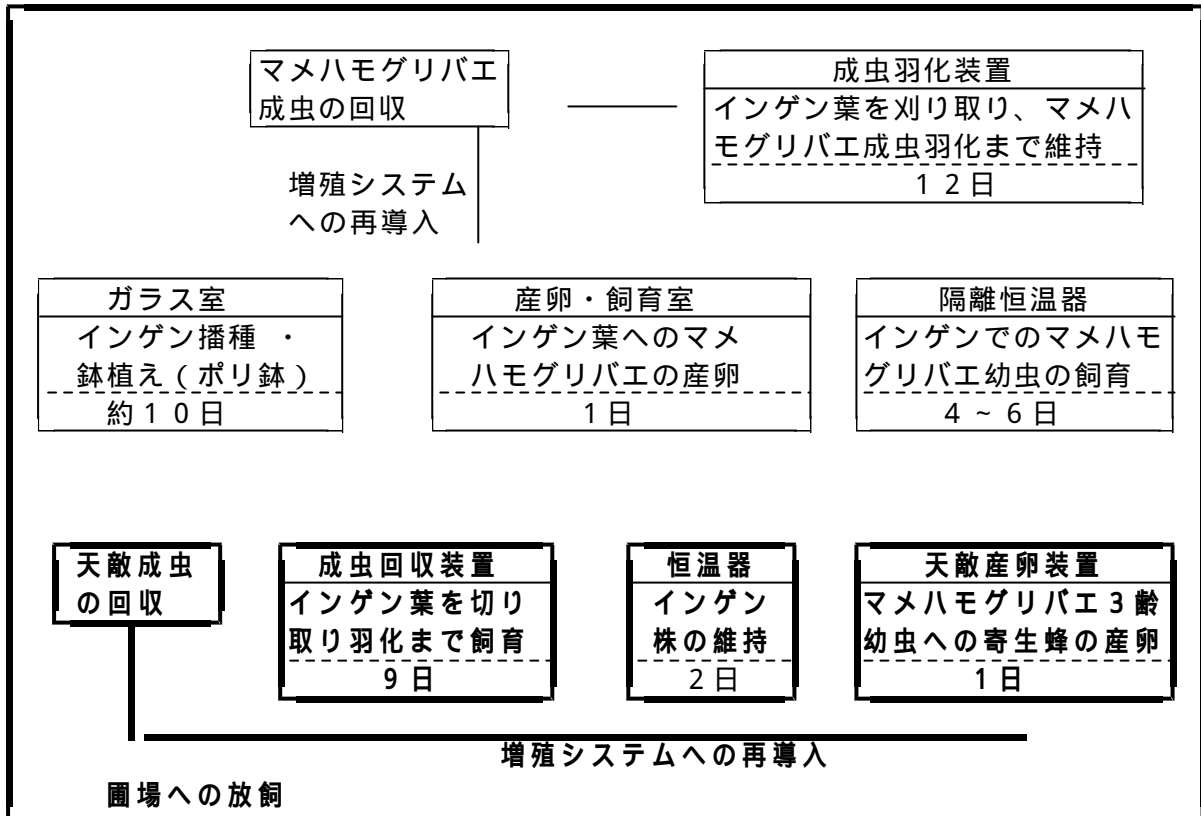 マメハモグリバエ
成虫の回収
成虫羽化装置
インゲン葉を刈り取り、マメハ
モグリバエ成虫羽化まで維持
12日
増殖システム
への再導入
ガラス室
インゲン播種 ・
鉢植え(ポリ鉢)
約10日
産卵・飼育室
インゲン葉へのマメ
ハモグリバエの産卵
1日
隔離恒温器
インゲンでのマメハモ
グリバエ幼虫の飼育
4~6日
天敵成虫
の回収
成虫回収装置
インゲン葉を切り
取り羽化まで飼育
9日
恒温器
インゲン
株の維持
2日
天敵産卵装置
マメハモグリバエ3齢
幼虫への寄生蜂の産卵
1日
増殖システムへの再導入
圃場への放飼